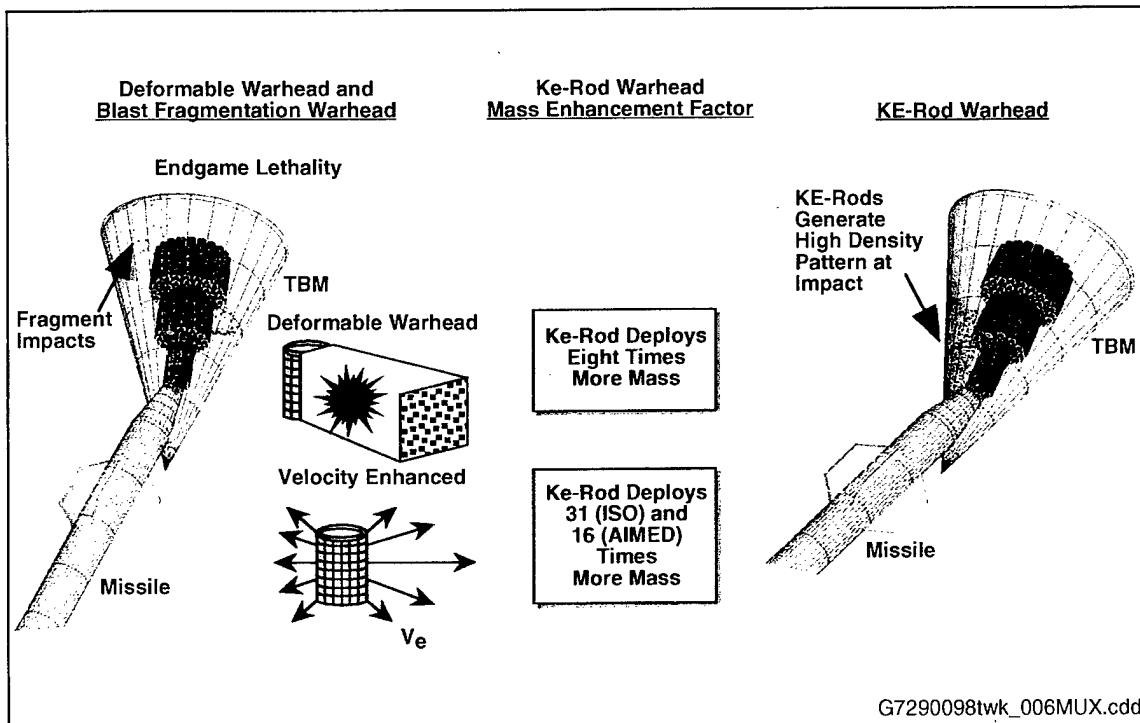 Deformable Warhead and
Blast Fragmentation Warhead
Endgame Lethality
Fragment
Impacts
TBM
Deformable Warhead
Velocity Enhanced
Missile
Ve
Ke-Rod Warhead
Mass Enhancement Factor
Ke-Rod Deploys
Eight Times
More Mass
Ke-Rod Deploys
31 (ISO) and
16 (AIMED)
Times
More Mass
KE-Rod Warhead
KE-Rods
Generate
High Density
Pattern at
Impact
TBM
Missile
G7290098twk_006MUX.cdd